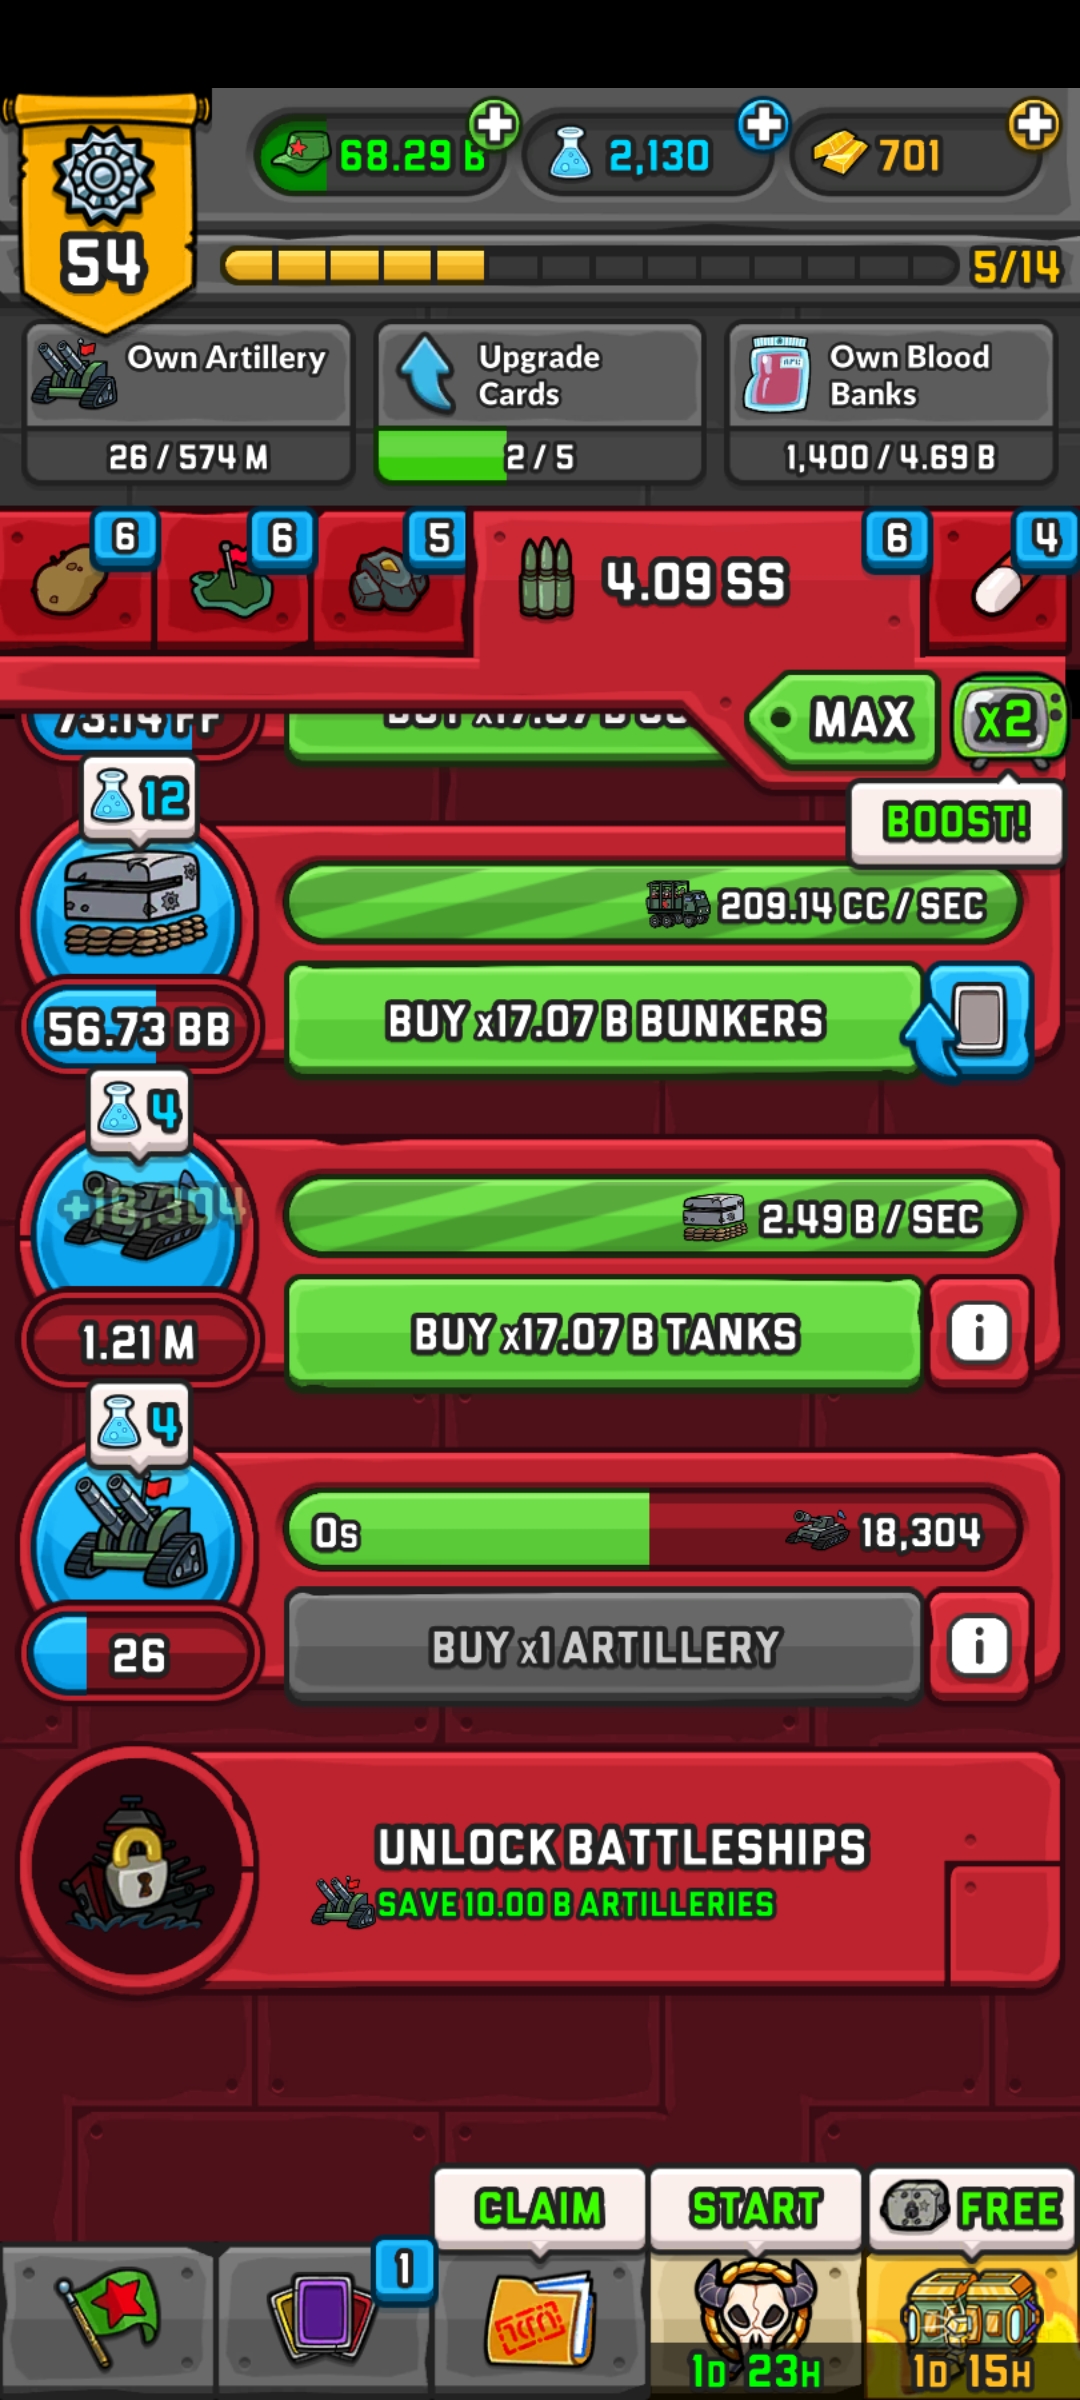 54
68.29 B
2,130
701
5/14
Own Artillery
26 / 574 M
Upgrade
Cards
2 / 5
Own Blood
Banks
1,400 / 4.69 B
6
6
5
4.09 SS
6
4
MAX
x2
BOOST!
73.14 FF
12
209.14 CC / SEC
56.73 BB
BUY x17.07 B BUNKERS
4
+18,304
2.49 B / SEC
1.21 M
BUY x17.07 B TANKS
4
0s
18,304
26
BUY x1 ARTILLERY
UNLOCK BATTLESHIPS
SAVE 10.00 B ARTILLERIES
CLAIM
START
FREE
1
1D 23H
1D 15H